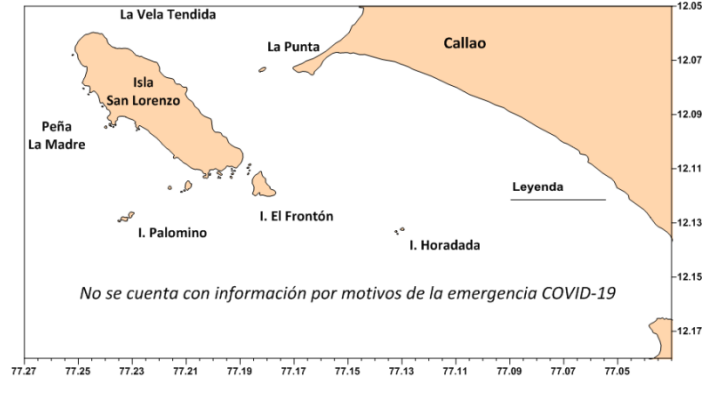 La Vela Tendida
12.05
La Punta
Callao
12.07
Isla
San Lorenzo
12.09
Peña
La Madre
12.11
Leyenda
I. El Frontón
12.13
I. Palomino
I. Horadada
12.15
No se cuenta con información por motivos de la emergencia COVID-19
12.17
77.27 77.25 77.23 77.21 77.19 77.17 77.15 77.13 77.11 77.09 77.07 77.05